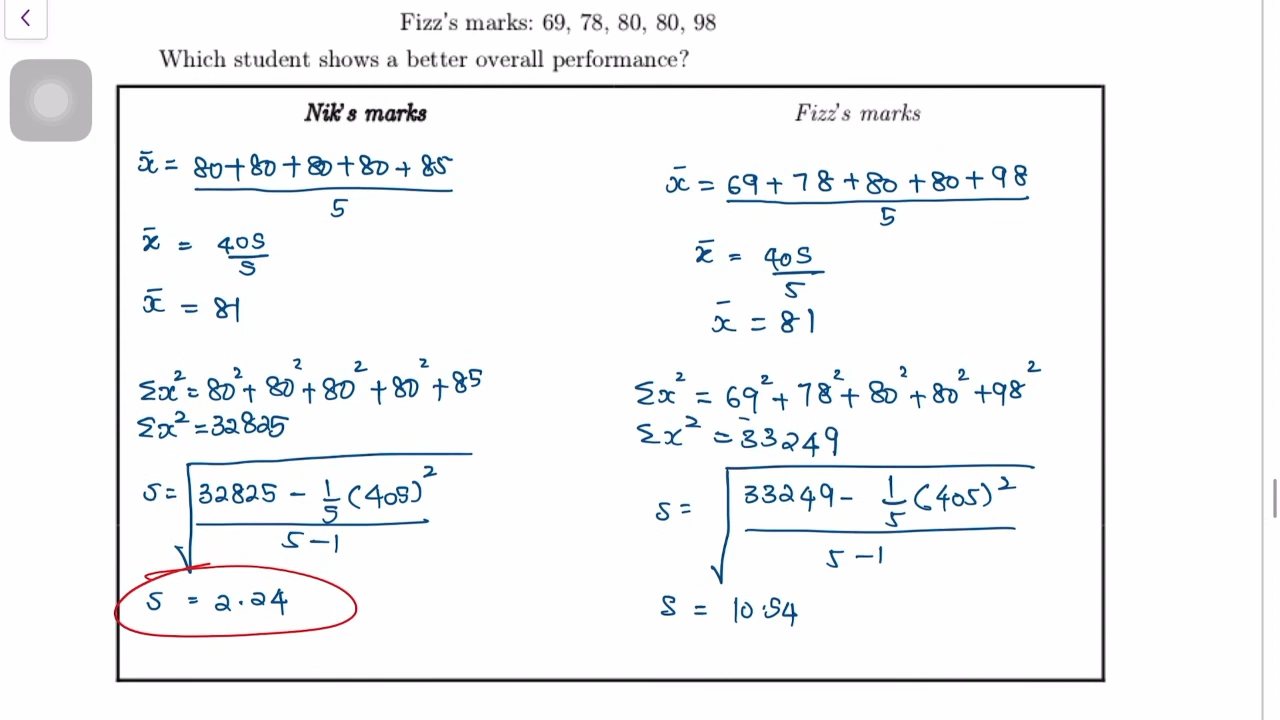 Fizz's marks: 69, 78, 80, 80, 98
Which student shows a better overall performance?
Nik's marks
x̄ = 80+80+80+80+85
5
x̄ = 405
5
x̄ = 81
Σx² = 80² + 80² + 80² + 80² + 85
Σx² = 32825
s = √ 32825 - 1/5 (405)²
5-1
s = 2.24
Fizz's marks
x̄ = 69+78+80+80+98
5
x̄ = 405
5
x̄ = 81
Σx² = 69² + 78² + 80² + 80² + 98²
Σx² = 33249
s = √ 33249 - 1/5 (405)²
5-1
s = 10.54